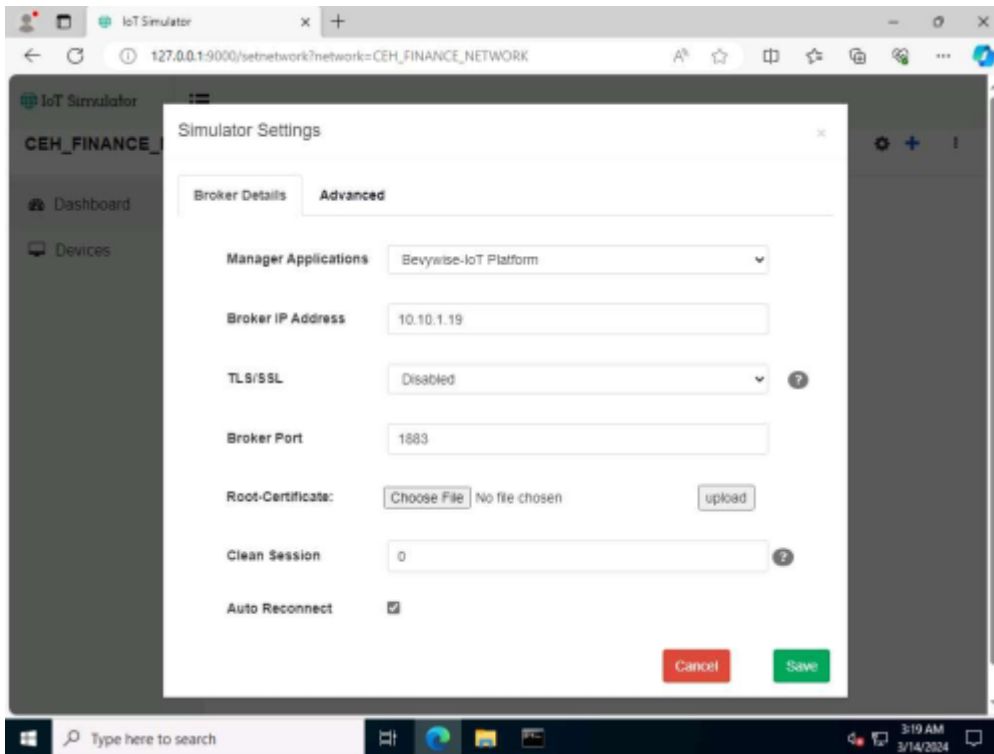 IoT Simulator
127.0.0.1:9000/setnetwork?network=CEH_FINANCE_NETWORK
IoT Simulator
CEH_FINANCE_
Dashboard
Devices
Simulator Settings
Broker Details Advanced
Manager Applications Bevywise-IoT Platform
Broker IP Address 10.10.1.19
TLS/SSL Disabled
Broker Port 1883
Root-Certificate: Choose File No file chosen upload
Clean Session 0
Auto Reconnect
Cancel Save
Type here to search
3:19 AM
3/14/2024